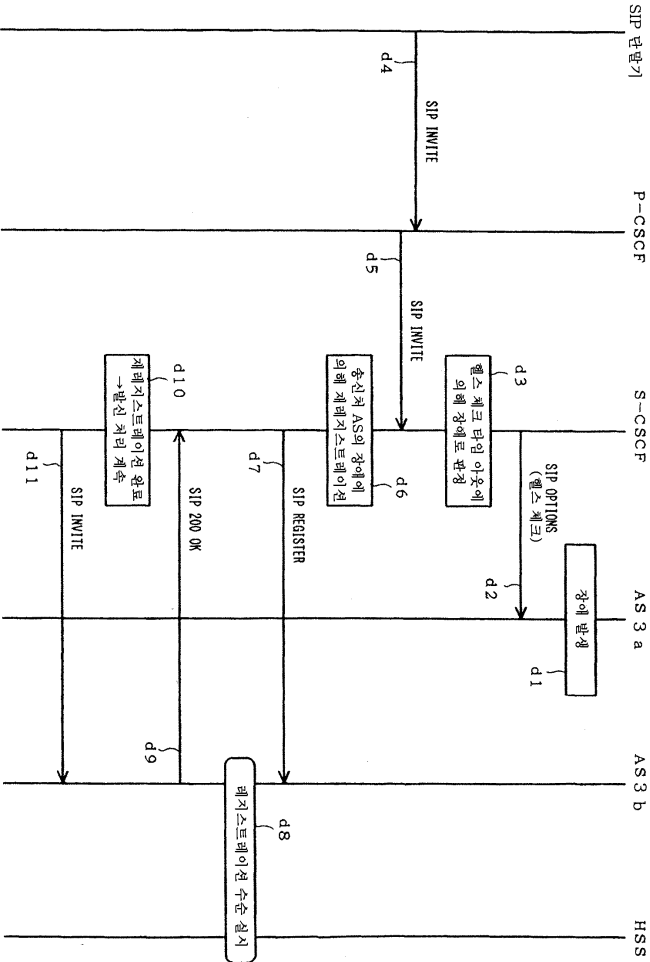 SIP 단말기
P-CSCF
S-CSCF
AS 3 a
AS 3 b
HSS
장애 발생
d1
SIP OPTIONS
(헬스 체크)
d2
d3
헬스 체크 타임 아웃에
의해 장애로 판정
d4
SIP INVITE
d5
SIP INVITE
송신처 AS의 장애에
의해 재레지스트레이션
d6
d7
SIP REGISTER
d8
레지스트레이션 수순 실시
SIP 200 OK
d9
d10
재레지스트레이션 완료
→발신 처리 계속
d11
SIP INVITE